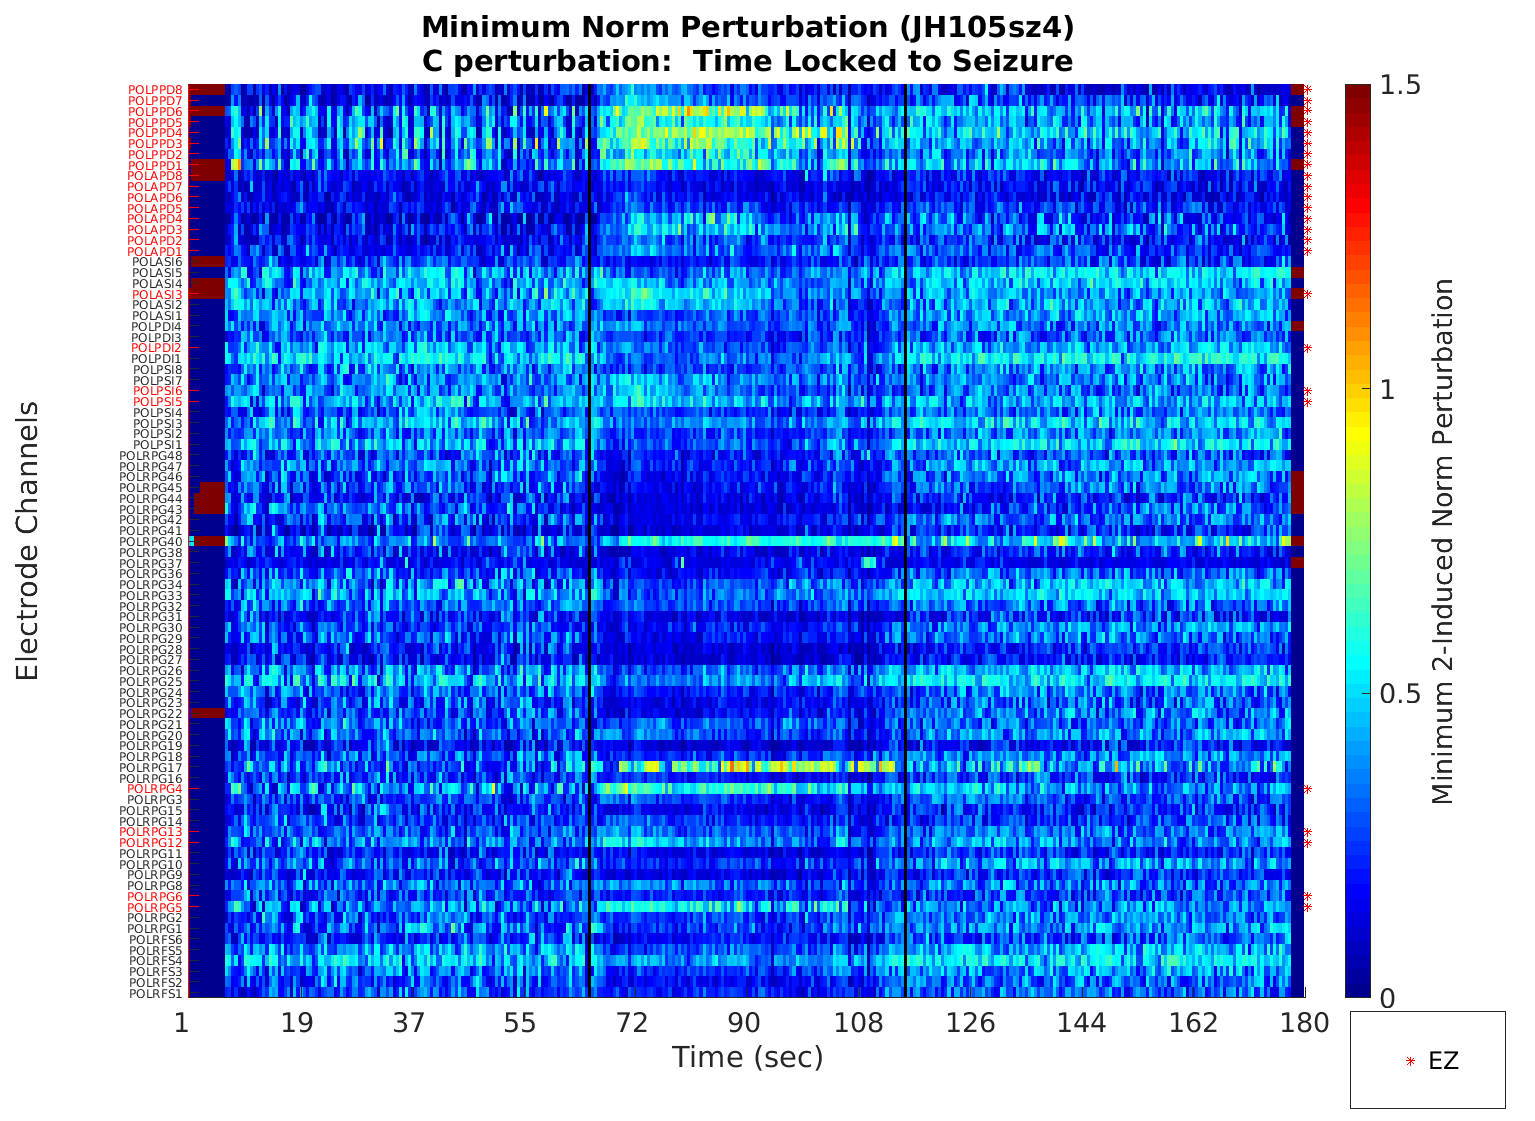 Minimum Norm Perturbation (JH105sz4)
C perturbation:  Time Locked to Seizure
Electrode Channels
POLPPD8
POLPPD7
POLPPD6
POLPPD5
POLPPD4
POLPPD3
POLPPD2
POLPPD1
POLAPD8
POLAPD7
POLAPD6
POLAPD5
POLAPD4
POLAPD3
POLAPD2
POLAPD1
POLASI6
POLASI5
POLASI4
POLASI3
POLASI2
POLASI1
POLPDI4
POLPDI3
POLPDI2
POLPDI1
POLPSI8
POLPSI7
POLPSI6
POLPSI5
POLPSI4
POLPSI3
POLPSI2
POLPSI1
POLRPG48
POLRPG47
POLRPG46
POLRPG45
POLRPG44
POLRPG43
POLRPG42
POLRPG41
POLRPG40
POLRPG38
POLRPG37
POLRPG36
POLRPG34
POLRPG33
POLRPG32
POLRPG31
POLRPG30
POLRPG29
POLRPG28
POLRPG27
POLRPG26
POLRPG25
POLRPG24
POLRPG23
POLRPG22
POLRPG21
POLRPG20
POLRPG19
POLRPG18
POLRPG17
POLRPG16
POLRPG4
POLRPG3
POLRPG15
POLRPG14
POLRPG13
POLRPG12
POLRPG11
POLRPG10
POLRPG9
POLRPG8
POLRPG6
POLRPG5
POLRPG2
POLRPG1
POLRFS6
POLRFS5
POLRFS4
POLRFS3
POLRFS2
POLRFS1
1 19 37 55 72 90 108 126 144 162 180
Time (sec)
1.5
1
0.5
0
Minimum 2-Induced Norm Perturbation
EZ